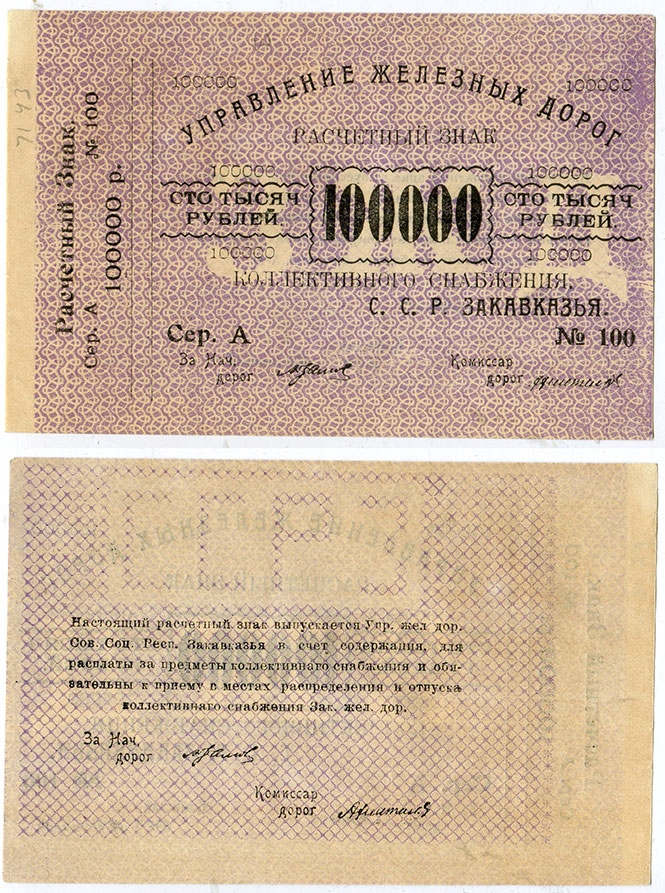 71 43
Расчетный Знак.
Сер. А 100000 р. № 100
100000 100000
УПРАВЛЕНИЕ ЖЕЛЕЗНЫХ ДОРОГ
РАСЧЕТНЫЙ ЗНАК
100000 100000
СТО ТЫСЯЧ РУБЛЕЙ 100000 СТО ТЫСЯЧ РУБЛЕЙ.
100000 100000
КОЛЛЕКТИВНОГО СНАБЖЕНИЯ,
С. С. Р. ЗАКАВКАЗЬЯ.
Сер. А № 100
За Нач. Комиссар
дорог дорог
Настоящий расчетный знак выпускается Упр. жел дор.
Сов. Соц. Респ. Закавказья в счет содержания, для
расплаты за предметы коллективнаго снабжения и обя-
зательны к приему в местах распределения и отпуска
коллективнаго снабжения Зак. жел. дор.
За Нач.
дорог
Комиссар
дорог